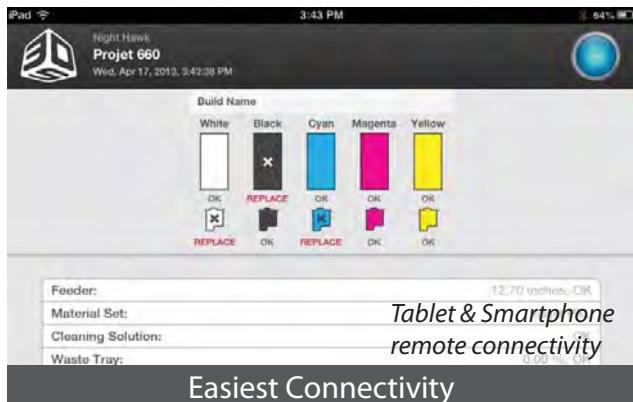 iPad 3:43 PM 94%
Night Hawk
Projet 660
Wed, Apr 17, 2013, 3:43:38 PM
Build Name
White Black Cyan Magenta Yellow
OK REPLACE OK OK OK
REPLACE OK REPLACE OK OK
Feeder: 12.70 inches, OK
Material Set:
Tablet & Smartphone
Cleaning Solution: OK
remote connectivity
Waste Tray: 0.00 %, OK
Easiest Connectivity